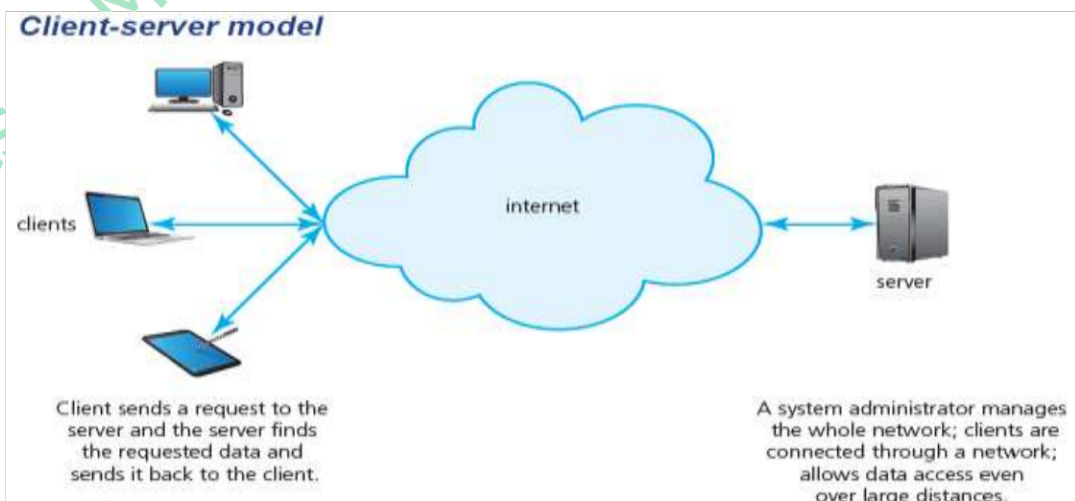 Client-server model
internet
clients
server
Client sends a request to the
server and the server finds
the requested data and
sends it back to the client.
A system administrator manages
the whole network; clients are
connected through a network;
allows data access even
over large distances.